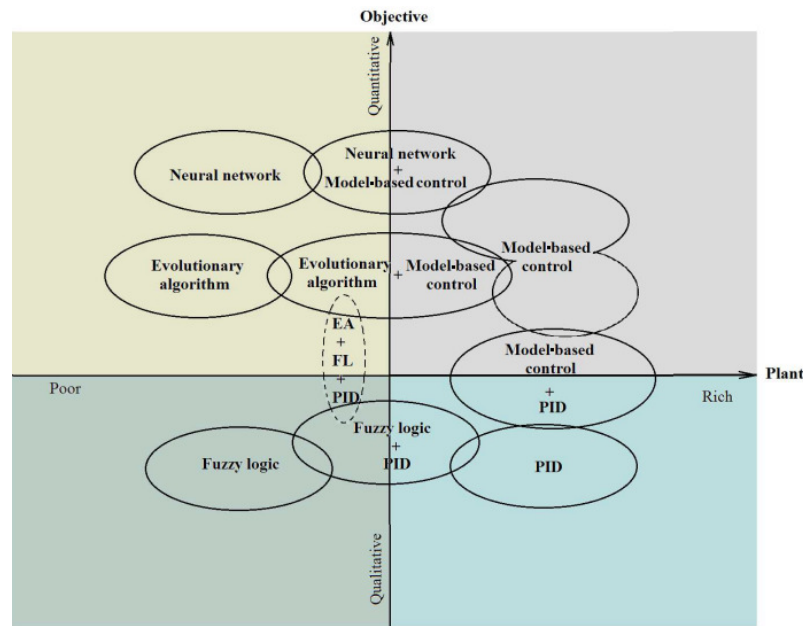 Objective
Quantitative
Neural network
Neural network
+
Model-based control
Evolutionary
algorithm
Evolutionary
algorithm
+
Model-based
control
Model-based
control
EA
+
FL
+
PID
Model-based
control
+
PID
Poor
Rich
Plant
Fuzzy logic
Fuzzy logic
+
PID
PID
Qualitative